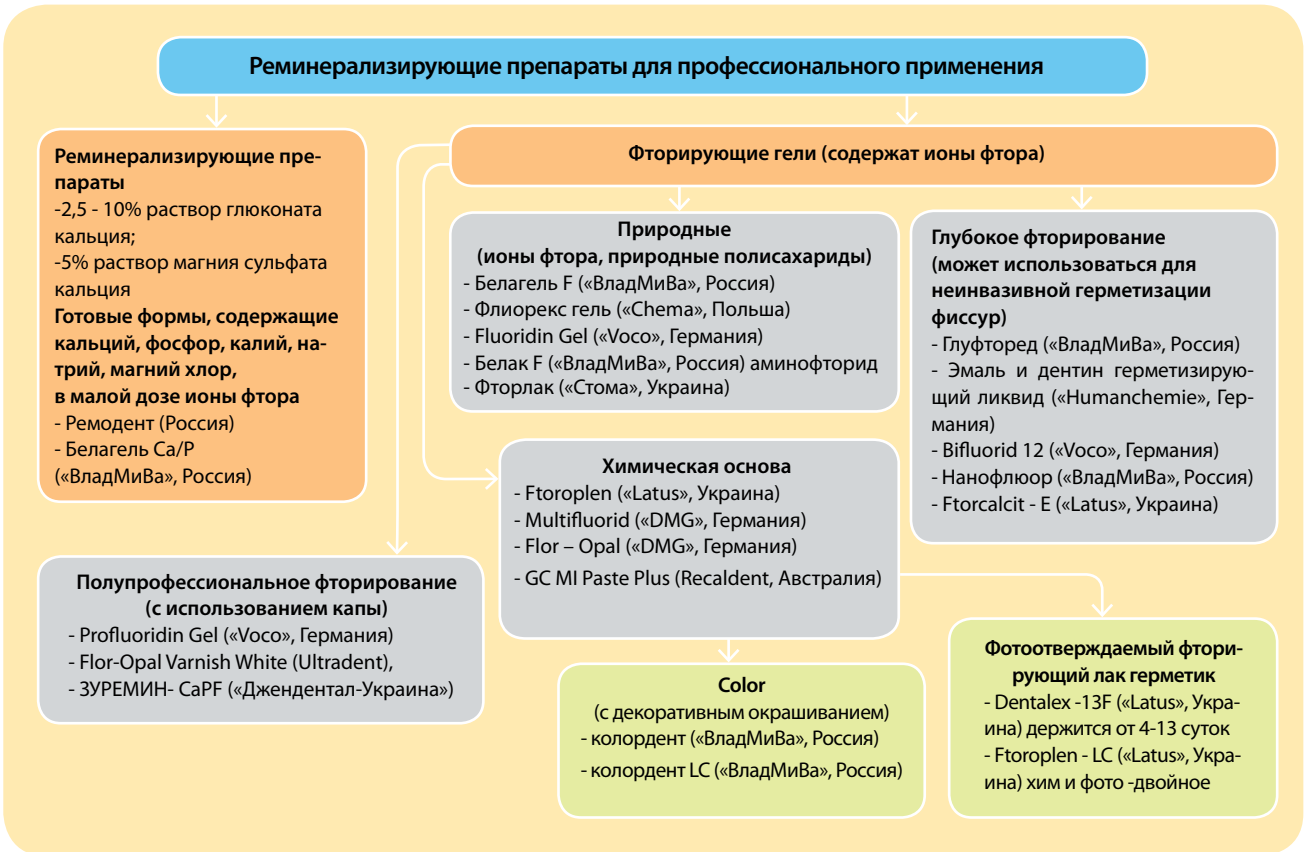 Реминерализирующие препараты для профессионального применения
Реминерализирующие пре-
параты
-2,5 - 10% раствор глюконата
кальция;
-5% раствор магния сульфата
кальция
Готовые формы, содержащие
кальций, фосфор, калий, на-
трий, магний хлор,
в малой дозе ионы фтора
- Ремодент (Россия)
- Белагель Ca/P
(«ВладМиВа», Россия)
Фторирующие гели (содержат ионы фтора)
Природные
(ионы фтора, природные полисахариды)
- Белагель F («ВладМиВа», Россия)
- Флиорекс гель («Chema», Польша)
- Fluoridin Gel («Voco», Германия)
- Белак F («ВладМиВа», Россия) аминофторид
- Фторлак («Стома», Украина)
Глубокое фторирование
(может использоваться для
неинвазивной герметизации
фиссур)
- Глуфторед («ВладМиВа», Россия)
- Эмаль и дентин герметизирую-
щий ликвид («Humanchemie», Гер-
мания)
- Bifluorid 12 («Voco», Германия)
- Нанофлюор («ВладМиВа», Россия)
- Ftorcalcit - E («Latus», Украина)
Химическая основа
- Ftoroplen («Latus», Украина)
- Multifluorid («DMG», Германия)
- Flor – Opal («DMG», Германия)
- GC MI Paste Plus (Recaldent, Австралия)
Полупрофессиональное фторирование
(с использованием капы)
- Profluoridin Gel («Voco», Германия)
- Flor-Opal Varnish White (Ultradent),
- ЗУРЕМИН- CaPF («Джендентал-Украина»)
Color
(с декоративным окрашиванием)
- колордент («ВладМиВа», Россия)
- колордент LC («ВладМиВа», Россия)
Фотоотверждаемый фтори-
рующий лак герметик
- Dentalex -13F («Latus», Укра-
ина) держится от 4-13 суток
- Ftoroplen - LC («Latus», Укра-
ина) хим и фото -двойное